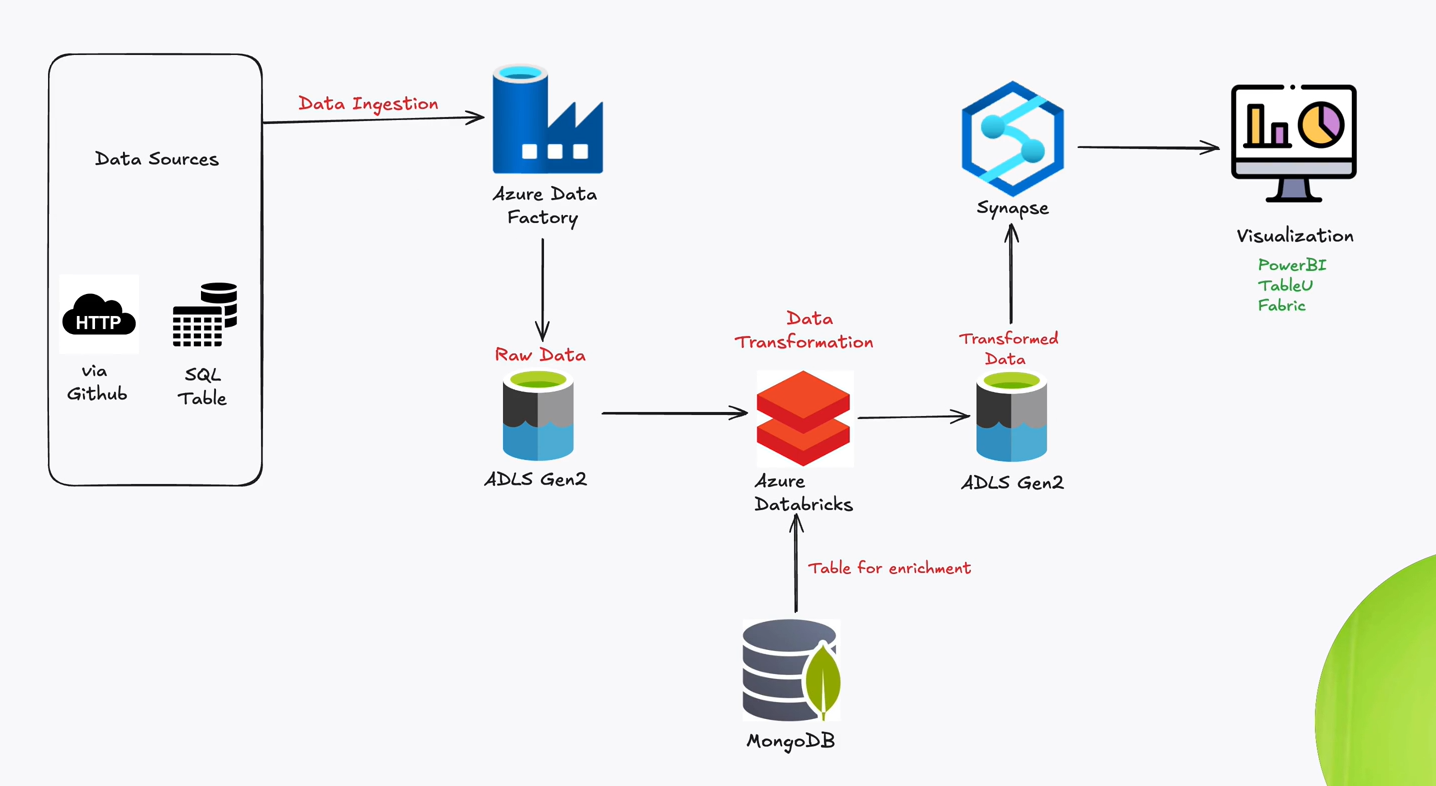 Data Sources
HTTP
via
Github
SQL
Table
Data Ingestion
Azure Data
Factory
Raw Data
ADLS Gen2
Data
Transformation
Azure
Databricks
Table for enrichment
MongoDB
Transformed
Data
ADLS Gen2
Synapse
Visualization
PowerBI
TableU
Fabric